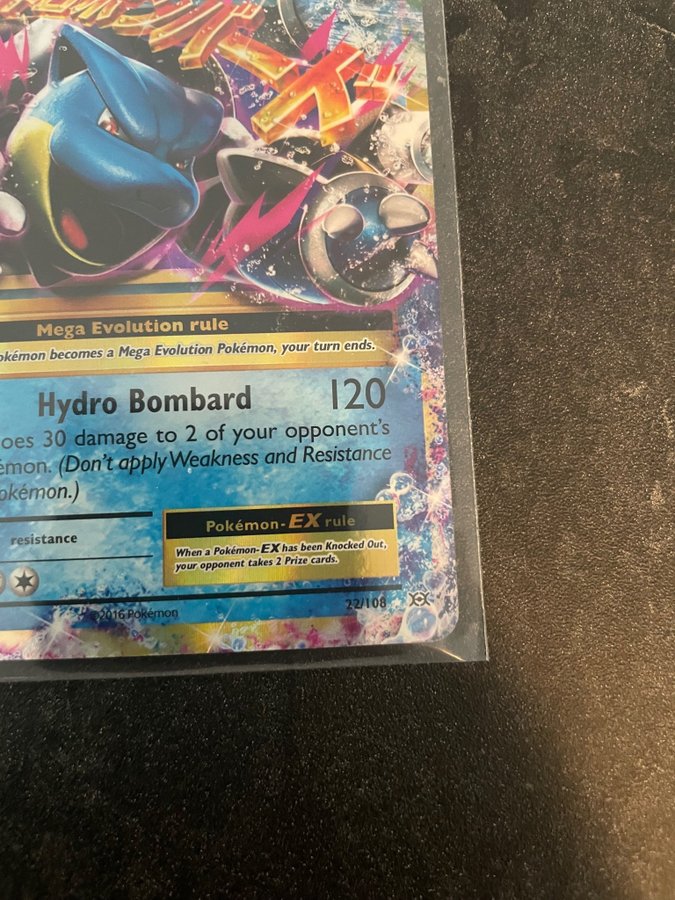 Mega Evolution rule
okémon becomes a Mega Evolution Pokémon, your turn ends.
Hydro Bombard 120
oes 30 damage to 2 of your opponent's
émon. (Don't apply Weakness and Resistance
okémon.)
resistance
Pokémon-EX rule
When a Pokémon-EX has been Knocked Out,
your opponent takes 2 Prize cards.
22/108
©2016 Pokémon